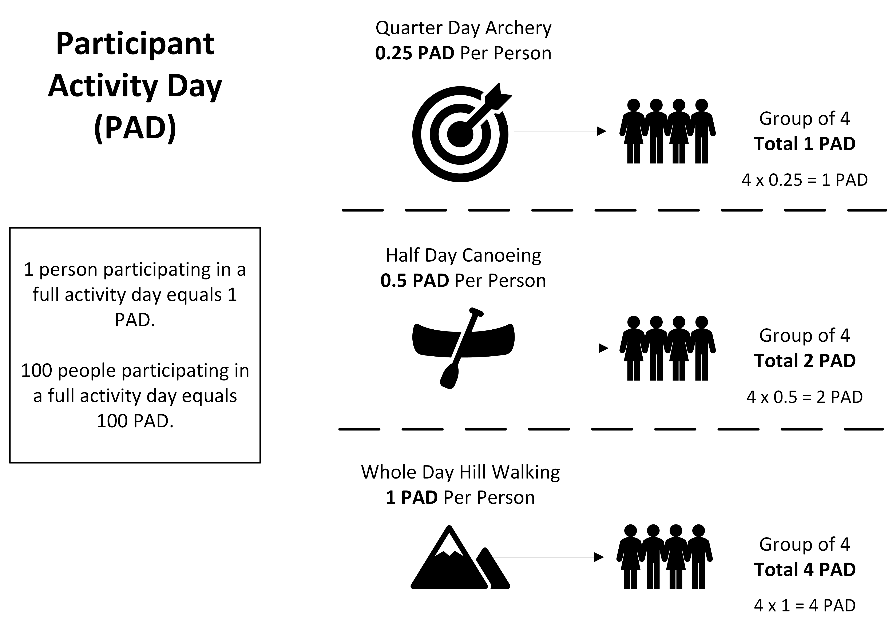 Participant
Activity Day
(PAD)
1 person participating in a
full activity day equals 1
PAD.
100 people participating in
a full activity day equals
100 PAD.
Quarter Day Archery
0.25 PAD Per Person
Group of 4
Total 1 PAD
4 x 0.25 = 1 PAD
Half Day Canoeing
0.5 PAD Per Person
Group of 4
Total 2 PAD
4 x 0.5 = 2 PAD
Whole Day Hill Walking
1 PAD Per Person
Group of 4
Total 4 PAD
4 x 1 = 4 PAD